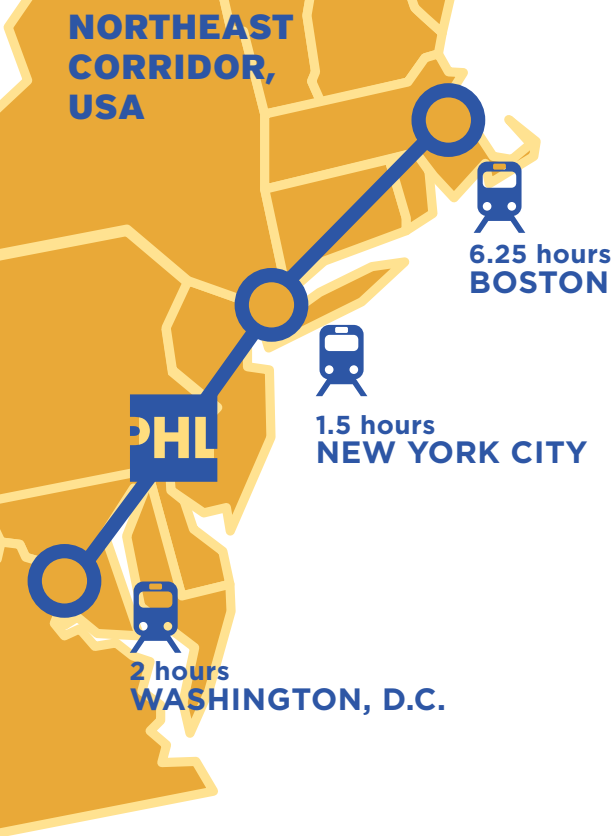 NORTHEAST
CORRIDOR,
USA
6.25 hours
BOSTON
1.5 hours
NEW YORK CITY
PHL
2 hours
WASHINGTON, D.C.